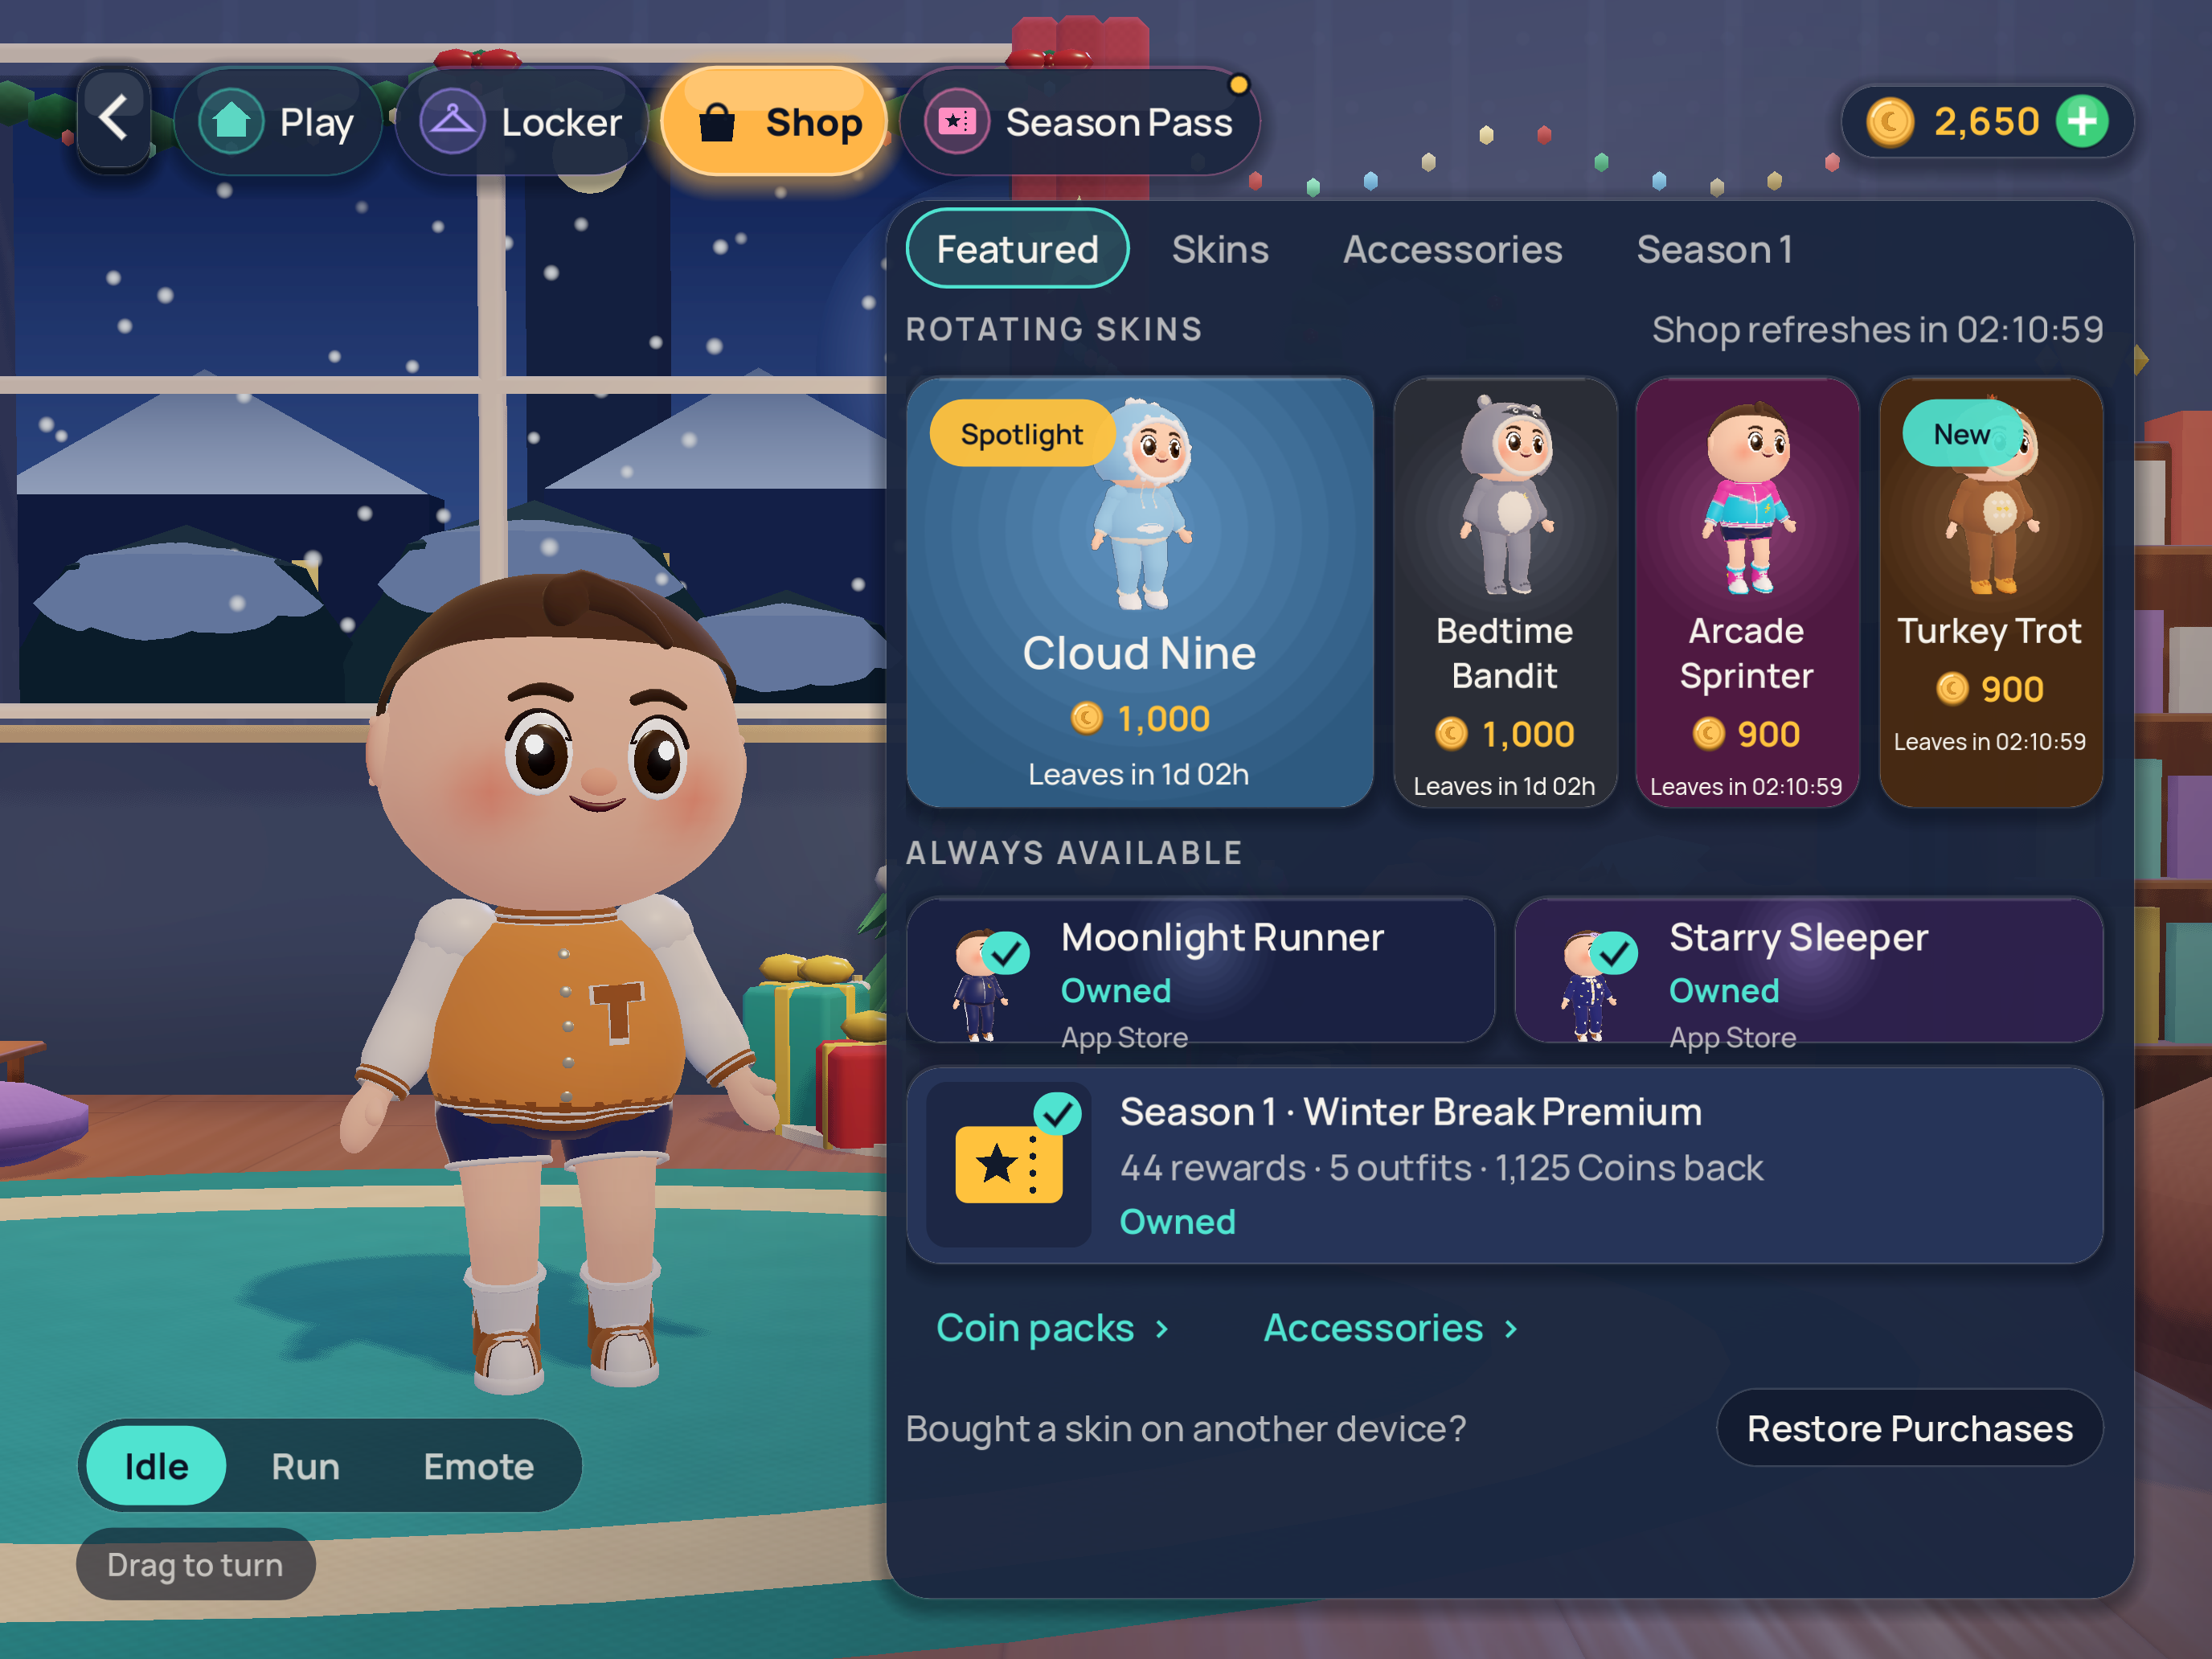 Play
Locker
Shop
Season Pass
2,650
Featured
Skins
Accessories
Season 1
ROTATING SKINS
Shop refreshes in 02:10:59
Spotlight
Cloud Nine
1,000
Leaves in 1d 02h
Bedtime
Bandit
1,000
Leaves in 1d 02h
Arcade
Sprinter
900
Leaves in 02:10:59
New
Turkey Trot
900
Leaves in 02:10:59
ALWAYS AVAILABLE
Moonlight Runner
Owned
App Store
Starry Sleeper
Owned
App Store
Season 1 · Winter Break Premium
44 rewards · 5 outfits · 1,125 Coins back
Owned
Coin packs ›
Accessories ›
Bought a skin on another device?
Restore Purchases
T
Idle
Run
Emote
Drag to turn